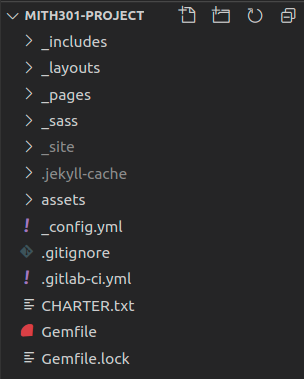 MITH301-PROJECT
_includes
_layouts
_pages
_sass
_site
.jekyll-cache
assets
_config.yml
.gitignore
.gitlab-ci.yml
CHARTER.txt
Gemfile
Gemfile.lock